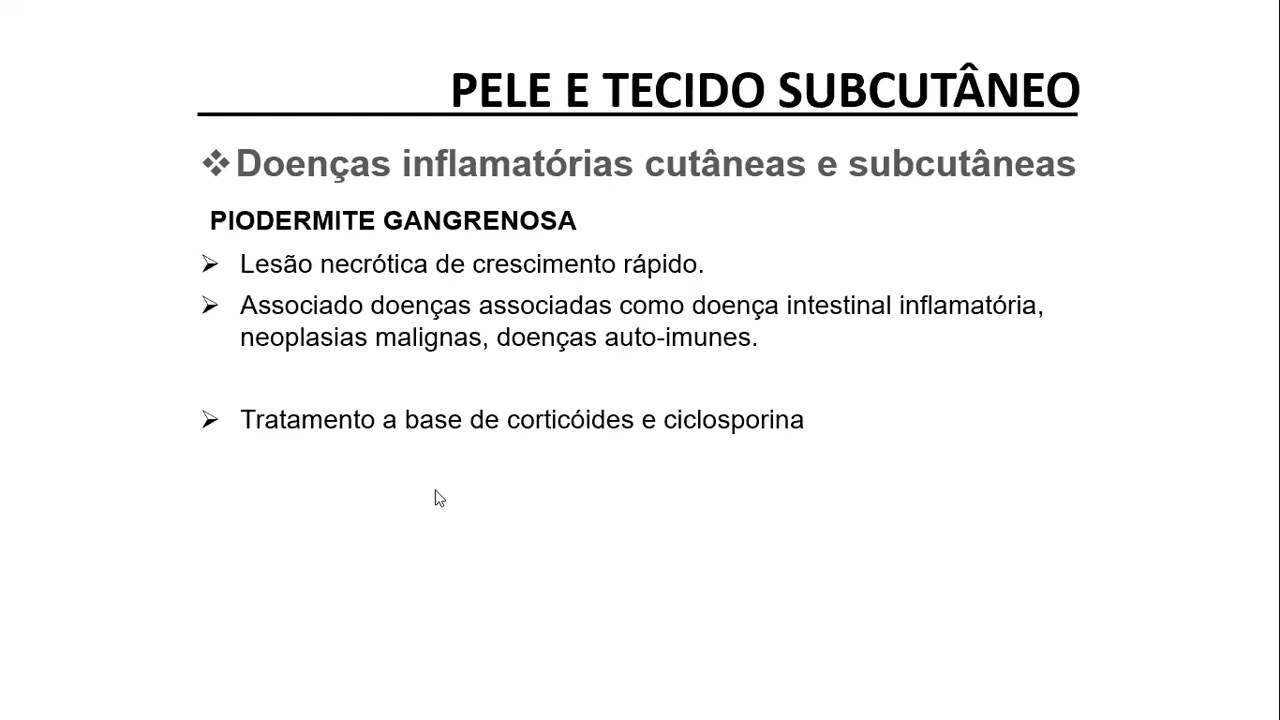 PELE E TECIDO SUBCUTÂNEO
❖Doenças inflamatórias cutâneas e subcutâneas
PIODERMITE GANGRENOSA
➢ Lesão necrótica de crescimento rápido.
➢ Associado doenças associadas como doença intestinal inflamatória,
neoplasias malignas, doenças auto-imunes.
➢ Tratamento a base de corticóides e ciclosporina